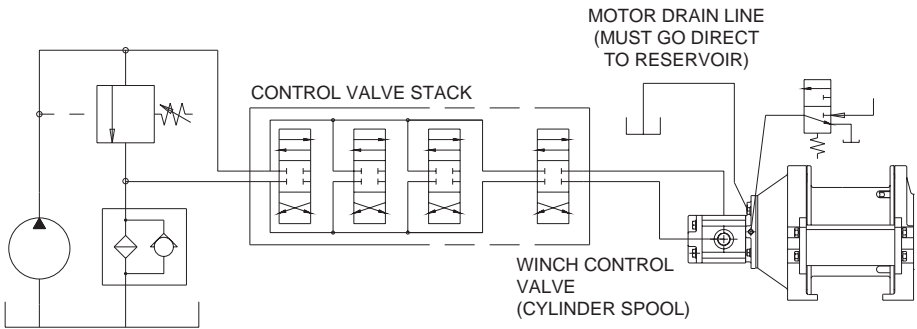 MOTOR DRAIN LINE
(MUST GO DIRECT
TO RESERVOIR)
CONTROL VALVE STACK
WINCH CONTROL
VALVE
(CYLINDER SPOOL)